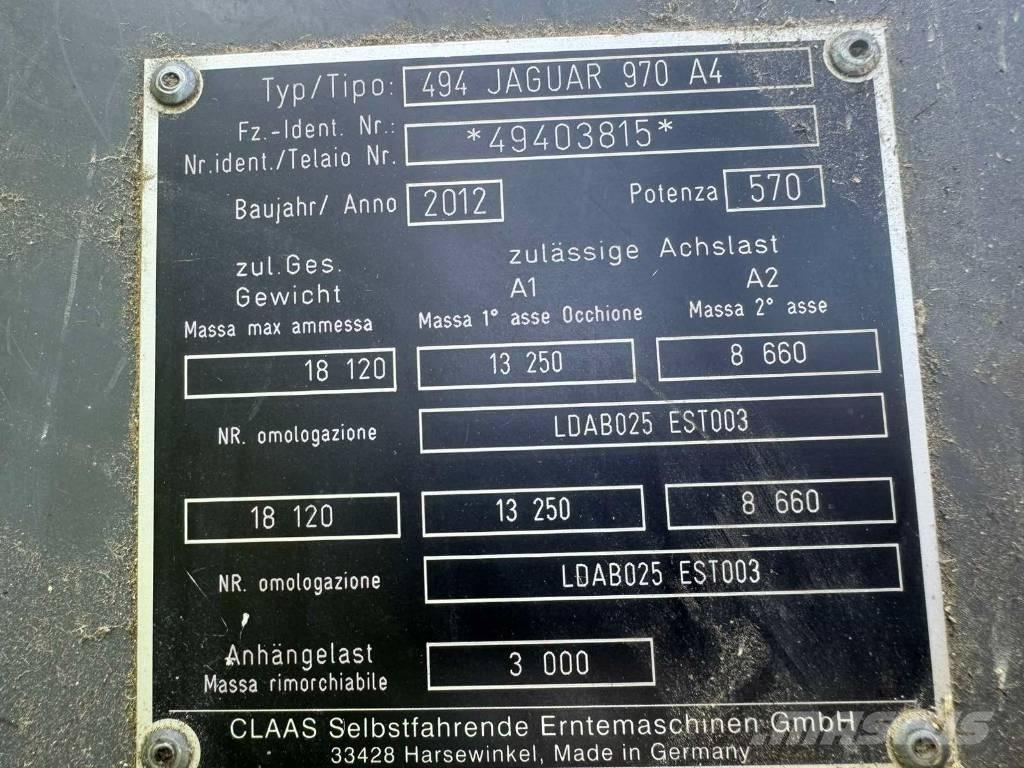 Typ/Tipo: 494 JAGUAR 970 A4
Fz.-Ident. Nr.:
Nr.ident./Telaio Nr. *49403815*
Baujahr/ Anno 2012 Potenza 570
zul.Ges. zulässige Achslast
Gewicht A1 A2
Massa max ammessa Massa 1° asse Occhione Massa 2° asse
18 120 13 250 8 660
NR. omologazione LDAB025 EST003
18 120 13 250 8 660
NR. omologazione LDAB025 EST003
Anhängelast 3 000
Massa rimorchiabile
CLAAS Selbstfahrende Erntemaschinen GmbH
33428 Harsewinkel, Made in Germany
MASCUS